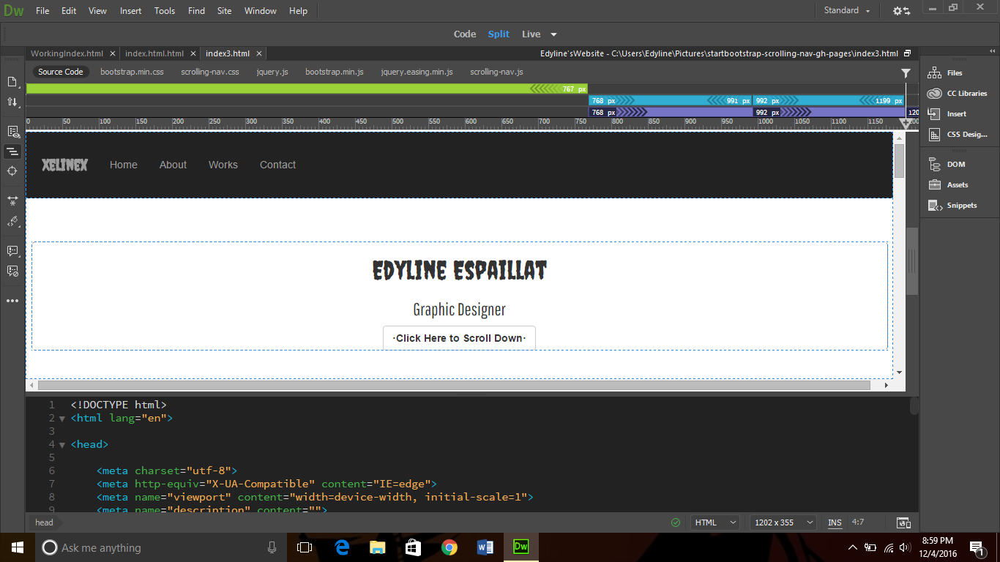 Dw File Edit View Insert Tools Find Site Window Help Standard
Code Split Live
WorkingIndex.html × index.html.html × index3.html × Edyline'sWebsite - C:\Users\Edyline\Pictures\startbootstrap-scrolling-nav-gh-pages\index3.html
Source Code bootstrap.min.css scrolling-nav.css jquery.js bootstrap.min.js jquery.easing.min.js scrolling-nav.js
767 px
768 px 991 px 992 px 1199 px
768 px 992 px 120
0 50 100 150 200 250 300 350 400 450 500 550 600 650 700 750 800 850 900 950 1000 1050 1100 1150
XELINEX Home About Works Contact
EDYLINE ESPAILLAT
Graphic Designer
·Click Here to Scroll Down·
Files
CC Libraries
Insert
CSS Desig...
DOM
Assets
Snippets
1 <!DOCTYPE html>
2 <html lang="en">
3
4 <head>
5
6 <meta charset="utf-8">
7 <meta http-equiv="X-UA-Compatible" content="IE=edge">
8 <meta name="viewport" content="width=device-width, initial-scale=1">
9 <meta name="description" content="">
head HTML 1202 x 355 INS 4:7
Ask me anything
8:59 PM
12/4/2016
1